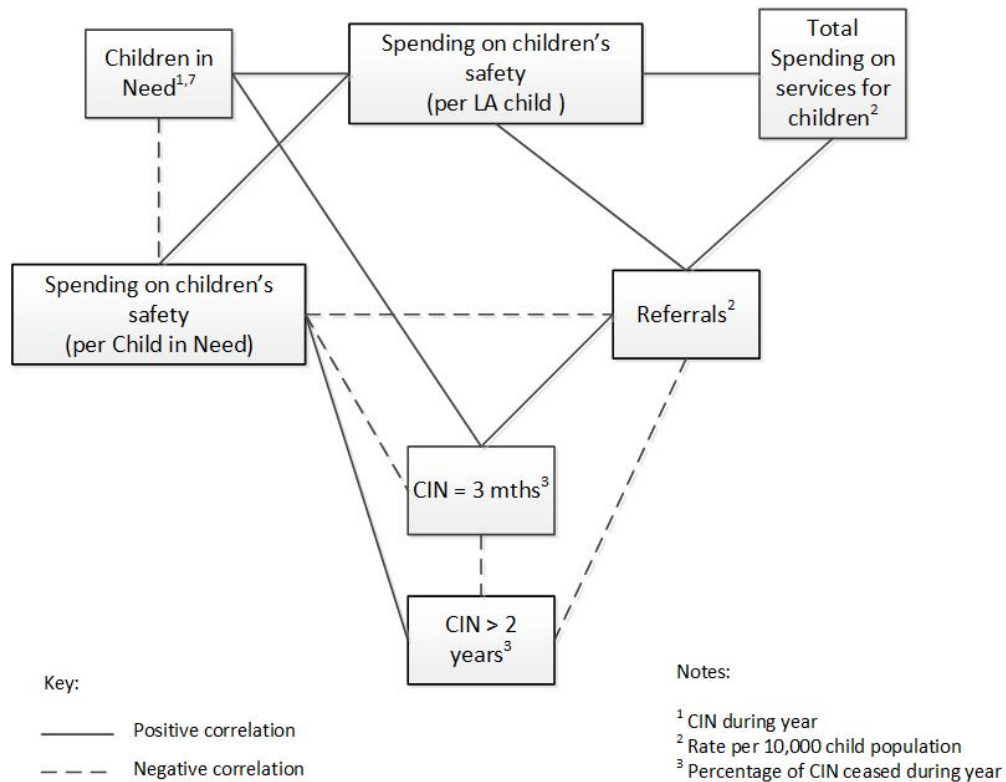 Children in
Need1,7
Spending on children's
safety
(per LA child )
Total
Spending on
services for
children2
Spending on children's
safety
(per Child in Need)
Referrals2
CIN = 3 mths3
CIN > 2
years3
Key:
Positive correlation
Negative correlation
Notes:
1 CIN during year
2 Rate per 10,000 child population
3 Percentage of CIN ceased during year